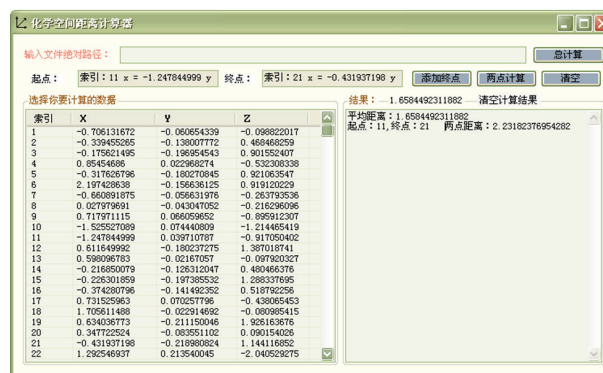 化学空间距离计算器
输入文件绝对路径：
总计算
起点： 索引：11 x = -1.247844999 y 终点： 索引：21 x = -0.431937198 y 添加终点 两点计算 清空
选择你要计算的数据
结果： 1.6584492311882 清空计算结果
平均距离：1.6584492311882
起点：11,终点：21 两点距离：2.23182376954282
索引 X Y Z
1 -0.706131672 -0.060654339 -0.098822017
2 -0.339455265 -0.138007772 0.468468259
3 -0.175621495 -0.196954543 0.901552407
4 0.85454686 0.022968274 -0.532308338
5 -0.317626796 -0.180270845 0.921063547
6 2.197428638 -0.156636125 0.919120229
7 -0.660891875 -0.056631976 -0.263793536
8 0.027979691 -0.043047052 -0.216296096
9 0.717971115 0.066059652 -0.895912307
10 -1.525527089 0.074440809 -1.214465419
11 -1.247844999 0.039710787 -0.917050402
12 0.611649992 -0.180237275 1.387018741
13 0.598096783 -0.02167057 -0.097920327
14 -0.216850079 -0.126312047 0.480466376
15 -0.226301859 -0.197385532 1.288337695
16 -0.374280796 -0.141492352 0.518792256
17 0.731525963 0.070257796 -0.438065453
18 1.705611488 -0.022914692 -0.080985415
19 0.634036773 -0.211150046 1.926163676
20 0.347722524 -0.083551102 0.090154026
21 -0.431937198 -0.218980824 1.144116852
22 1.292546937 0.213540045 -2.040529275